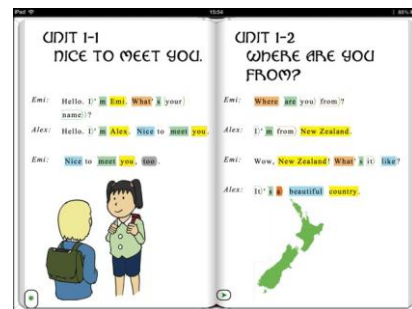 iPad
15:54
80%
UNIT 1-1
NICE TO MEET YOU.
Emi: Hello. I)' m Emi. What' s your)
name)?
Alex: Hello. I)' m Alex. Nice to meet you.
Emi: Nice to meet you, too.
UNIT 1-2
WHERE ARE YOU
FROM?
Emi: Where are you) from)?
Alex: I)' m from) New Zealand.
Emi: Wow, New Zealand! What' s it) like?
Alex: It)' s a) beautiful country.